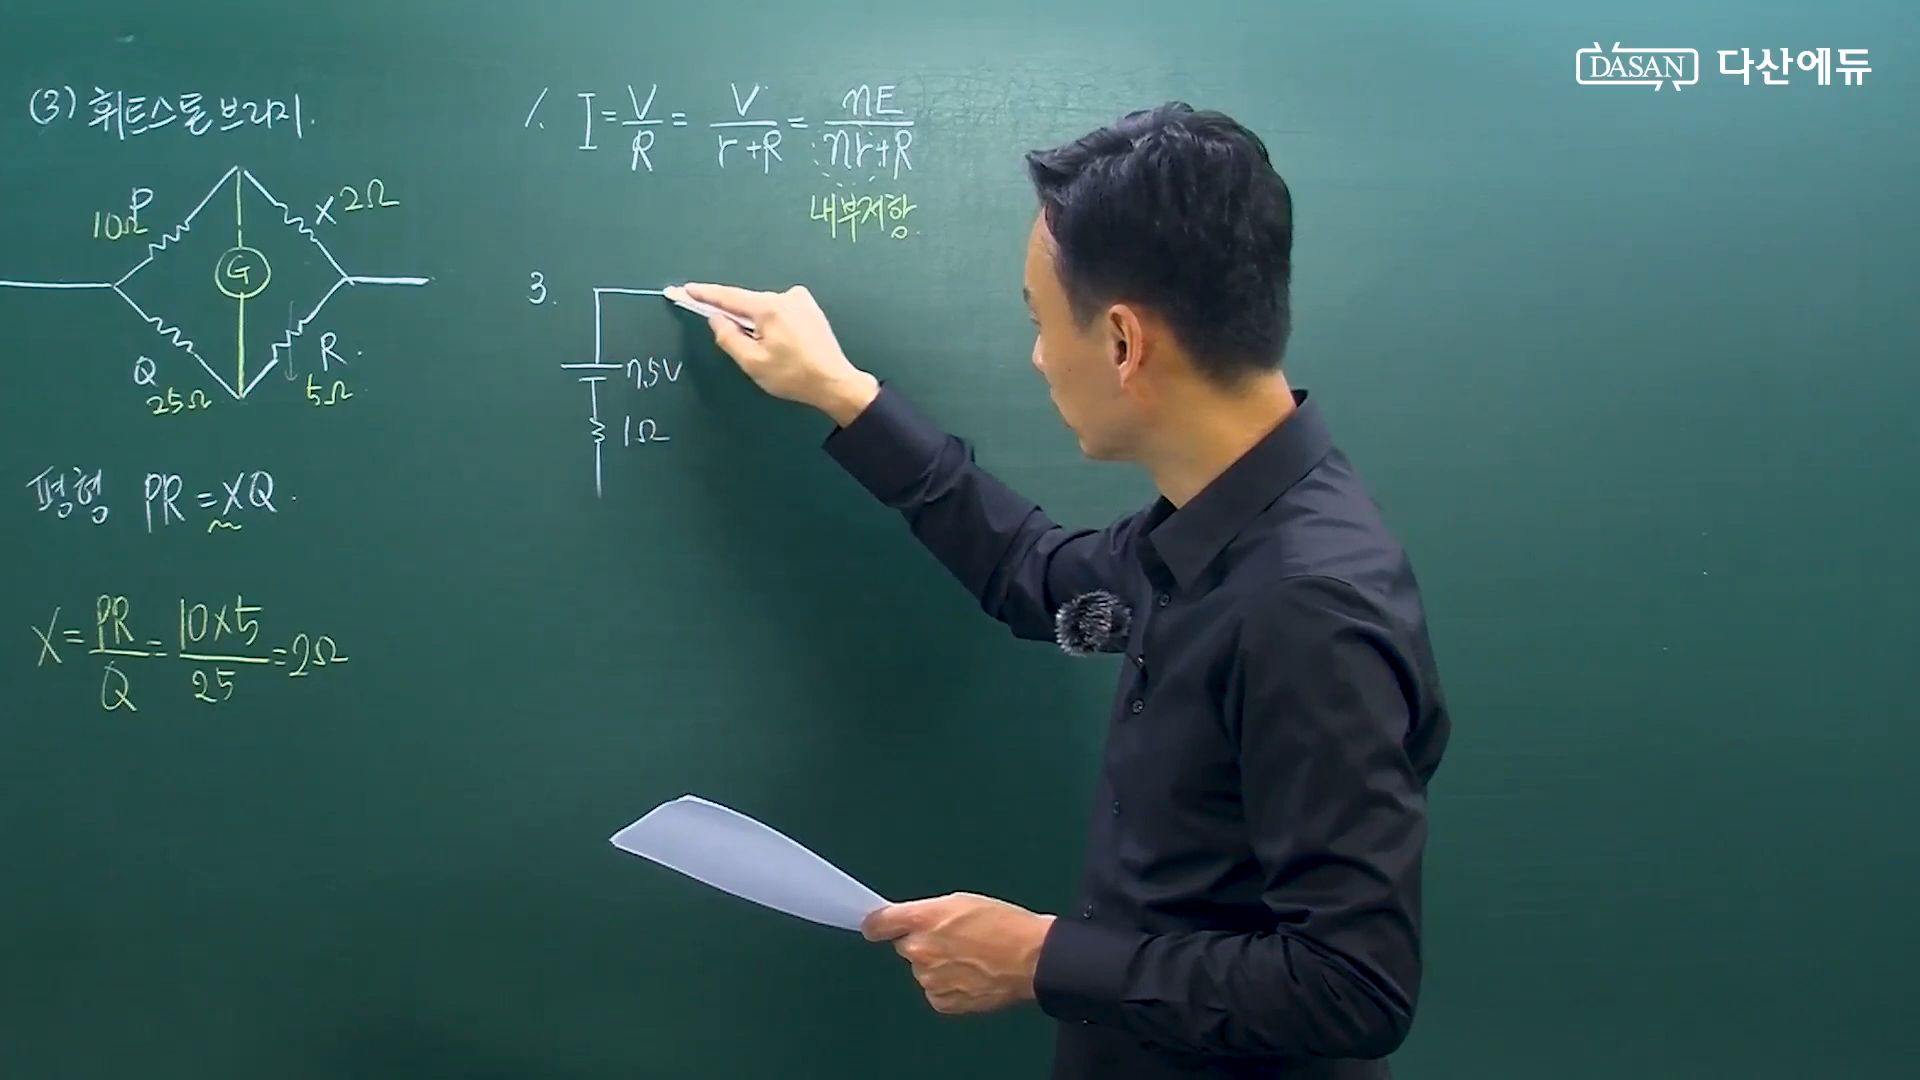 DASAN 다산에듀
(3) 휘트스톤 브리지.
P
10Ω
X 2Ω
G
Q
25Ω
R.
5Ω
평형 PR = XQ.
X = PR/Q = 10×5/25 = 2Ω
1. I = V/R = V/r+R = nE/nr+R
내부저항
3.
7.5V
1Ω